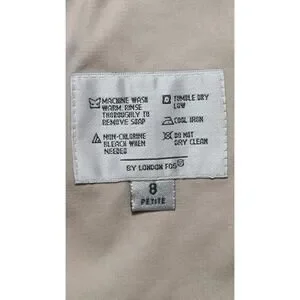 MACHINE WASH
WARM, RINSE
THOROUGHLY TO
REMOVE SOAP
NON-CHLORINE
BLEACH WHEN
NEEDED
TUMBLE DRY
LOW
COOL IRON
DO NOT
DRY CLEAN
BY LONDON FOG®
8
PETITE